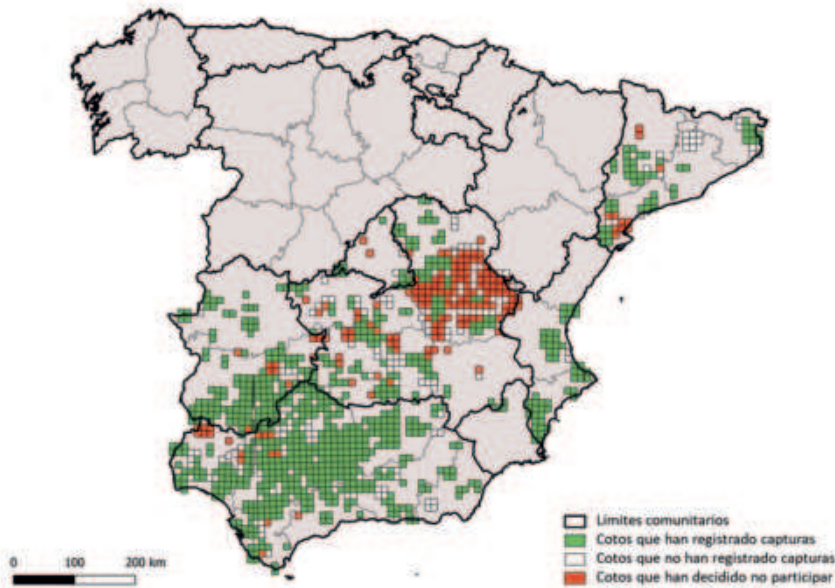 0 100 200 km
Límites comunitarios
Cotos que han registrado capturas
Cotos que no han registrado capturas
Cotos que han decidido no participer